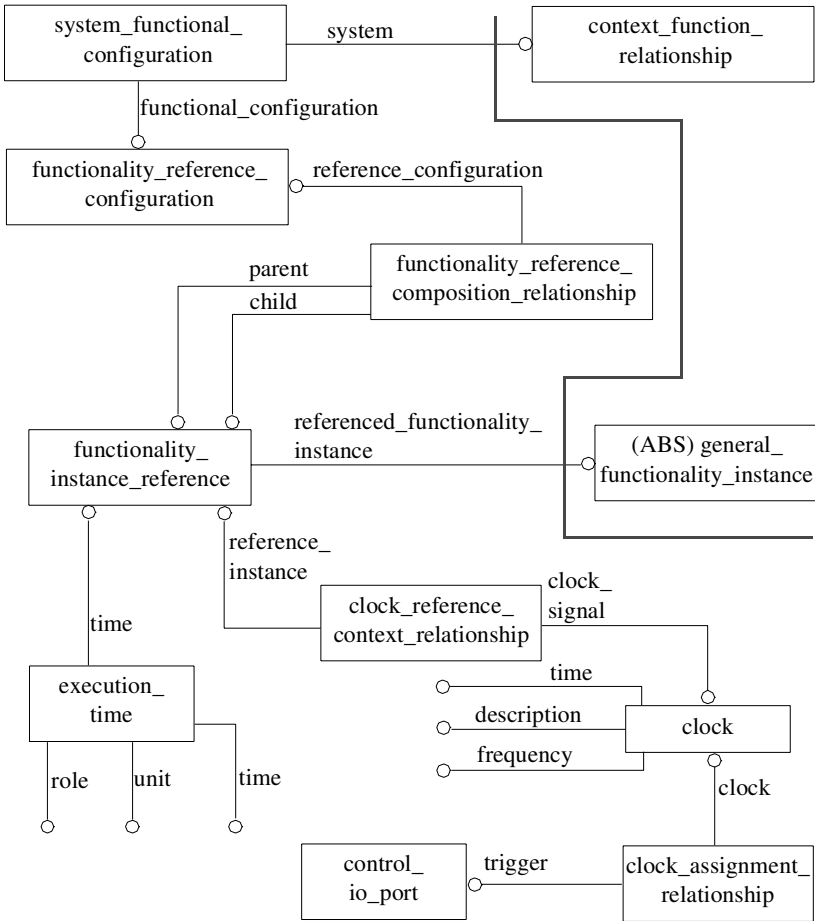 system_functional_
configuration
system
context_function_
relationship
functional_configuration
functionality_reference_
configuration
reference_configuration
functionality_reference_
composition_relationship
parent
child
functionality_
instance_reference
referenced_functionality_
instance
(ABS) general_
functionality_instance
reference_
instance
clock_reference_
context_relationship
clock_
signal
time
execution_
time
time
description
frequency
clock
role
unit
time
clock
control_
io_port
trigger
clock_assignment_
relationship